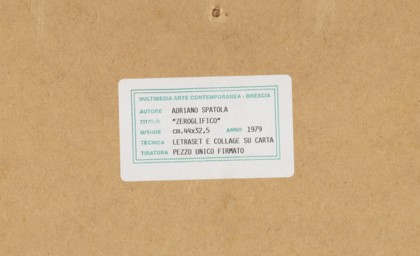 MULTIMEDIA ARTE CONTEMPORANEA - BRESCIA
AUTORE ADRIANO SPATOLA
TITOLO "ZEROGLIFICO"
MISURE cm.44x32,5 ANNO 1979
TECNICA LETRASET E COLLAGE SU CARTA
TIRATURA PEZZO UNICO FIRMATO